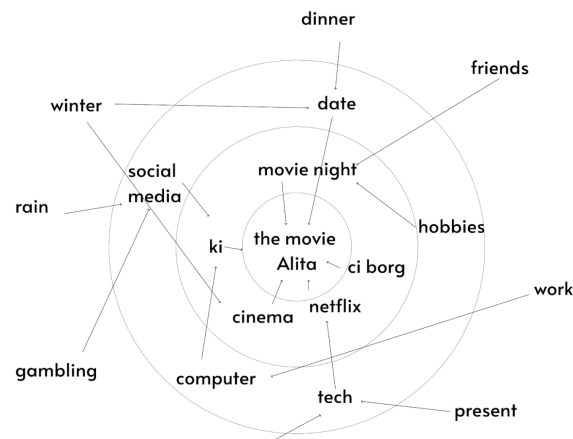 dinner
friends
winter
date
social
media
movie night
rain
hobbies
the movie
Alita
ki
ci borg
work
netflix
cinema
gambling
computer
tech
present